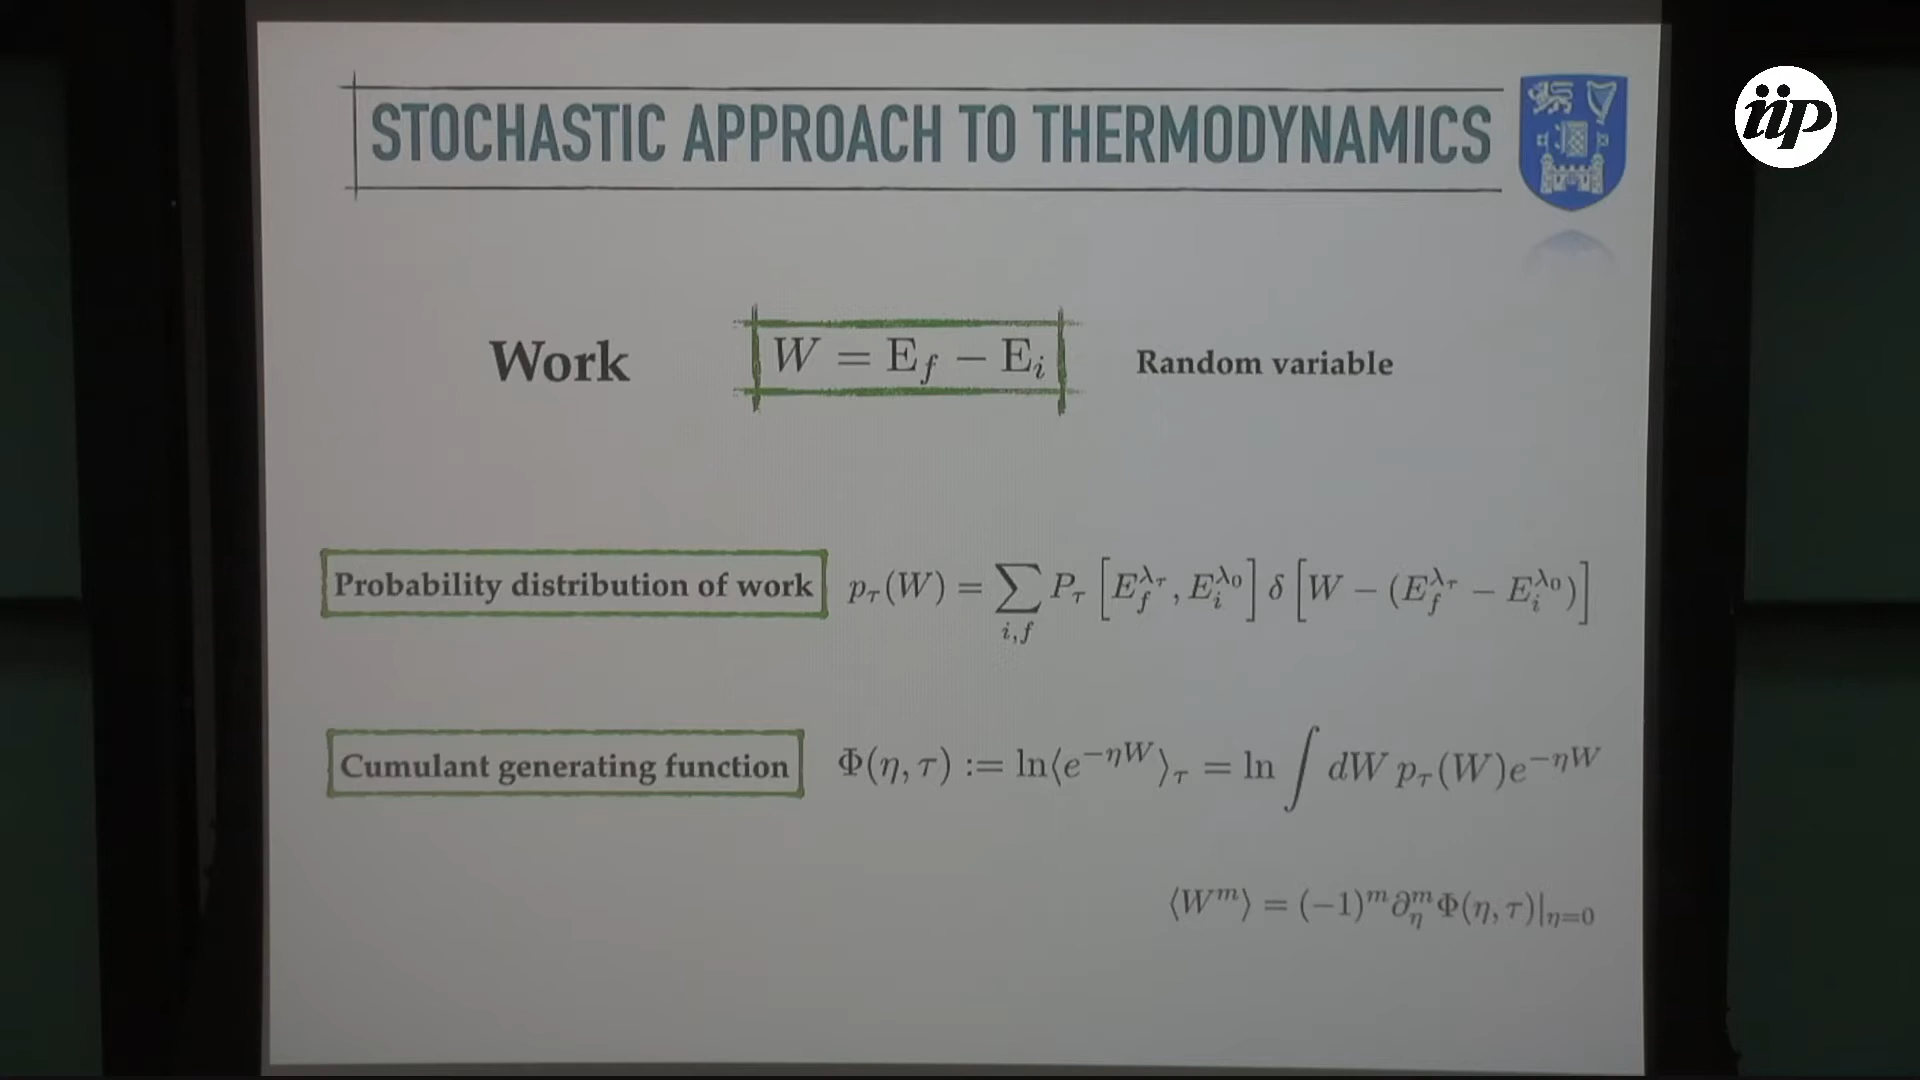 iip
STOCHASTIC APPROACH TO THERMODYNAMICS
Work W = E_f − E_i Random variable
Probability distribution of work p_τ(W) = ∑_{i,f} P_τ [E_f^{λ_τ}, E_i^{λ_0}] δ [W − (E_f^{λ_τ} − E_i^{λ_0})]
Cumulant generating function Φ(η, τ) := ln⟨e^{−ηW}⟩_τ = ln ∫ dW p_τ(W)e^{−ηW}
⟨W^m⟩ = (−1)^m ∂_η^m Φ(η, τ)|_{η=0}